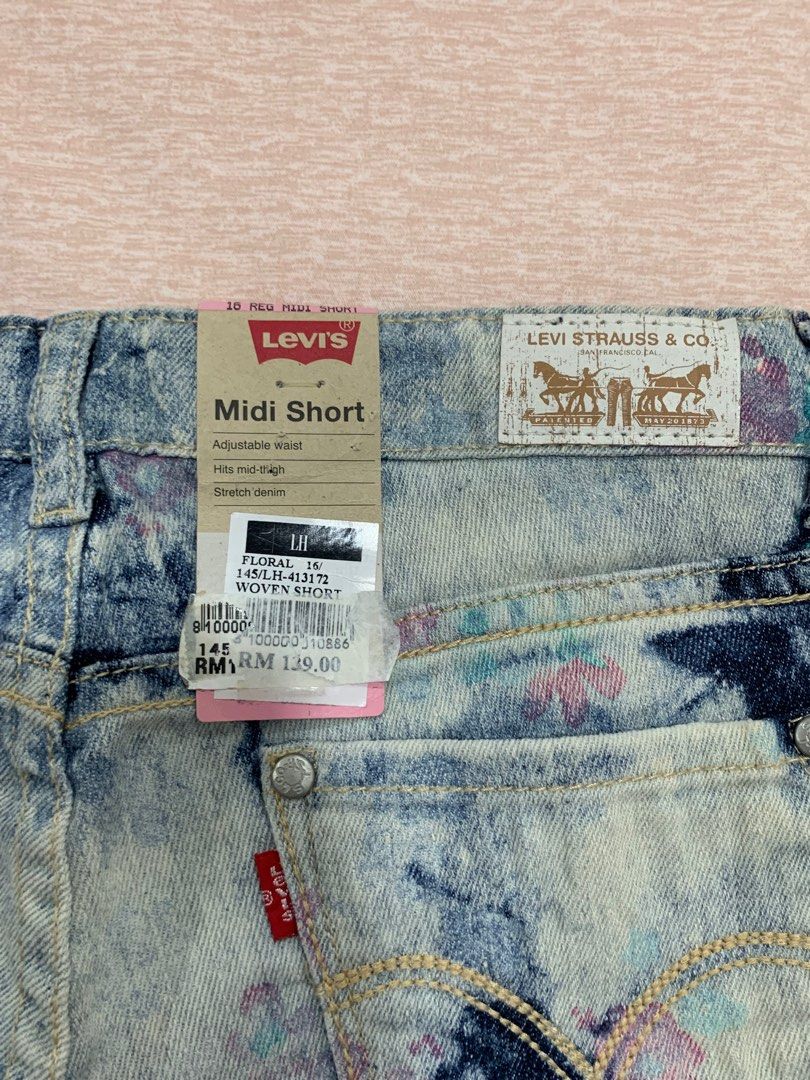 16 REG MIDI SHORT
LEVI'S®
Midi Short
Adjustable waist
Hits mid-thigh
Stretch denim
LH
FLORAL 16/
145/LH-413172
WOVEN SHORT
8100000010886
145
RM 139.00
LEVI STRAUSS & CO.
SAN FRANCISCO, CAL.
PATENTED MAY 20 1873
LEVI'S
®